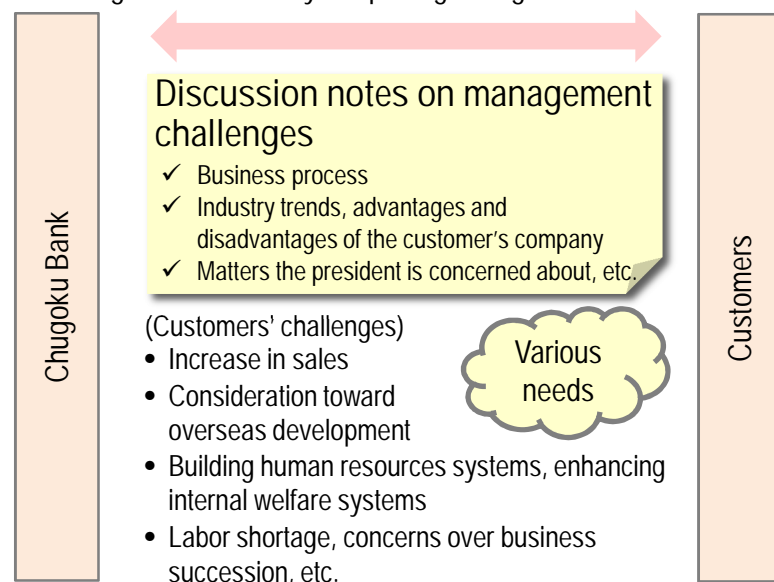 Chugoku Bank
Discussion notes on management
challenges
✓ Business process
✓ Industry trends, advantages and
disadvantages of the customer's company
✓ Matters the president is concerned about, etc.
(Customers' challenges)
• Increase in sales
• Consideration toward
overseas development
• Building human resources systems, enhancing
internal welfare systems
• Labor shortage, concerns over business
succession, etc.
Various
needs
Customers